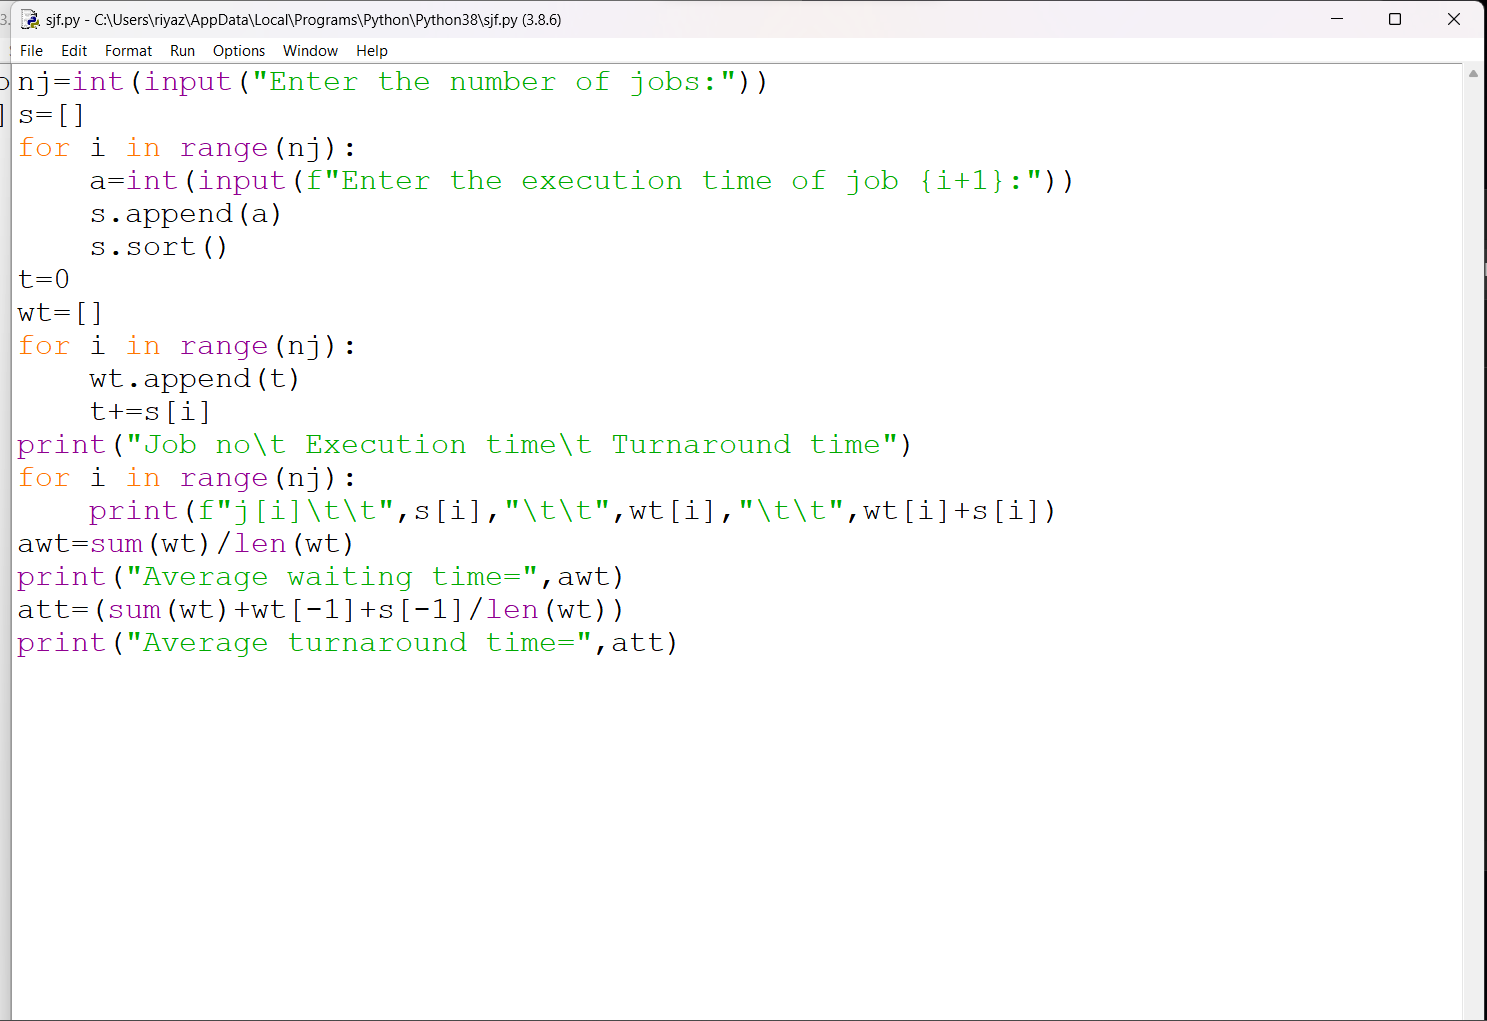 sjf.py - C:\Users\riyaz\AppData\Local\Programs\Python\Python38\sjf.py (3.8.6)
File Edit Format Run Options Window Help
nj=int(input("Enter the number of jobs:"))
s=[]
for i in range(nj):
    a=int(input(f"Enter the execution time of job {i+1}:"))
    s.append(a)
    s.sort()
t=0
wt=[]
for i in range(nj):
    wt.append(t)
    t+=s[i]
print("Job no\t Execution time\t Turnaround time")
for i in range(nj):
    print(f"j[i]\t\t",s[i],"\t\t",wt[i],"\t\t",wt[i]+s[i])
awt=sum(wt)/len(wt)
print("Average waiting time=",awt)
att=(sum(wt)+wt[-1]+s[-1]/len(wt))
print("Average turnaround time=",att)